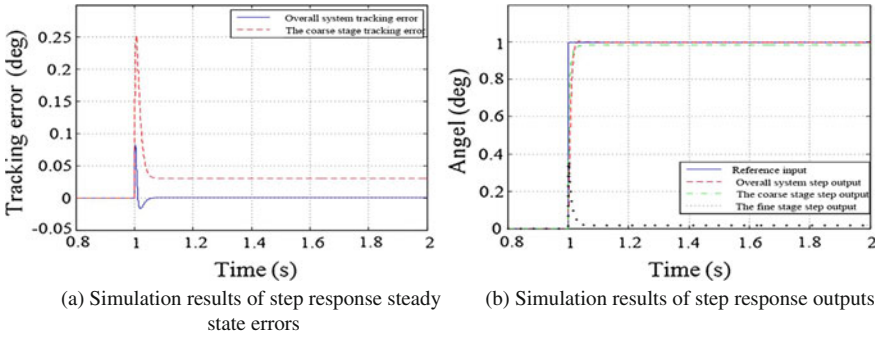 Overall system tracking error
The coarse stage tracking error
Tracking error (deg)
0.25
0.2
0.15
0.1
0.05
0
-0.05
0.8
1
1.2
1.4
1.6
1.8
2
Time (s)
(a) Simulation results of step response steady
state errors
Angel (deg)
1
0.8
0.6
0.4
0.2
0
Reference input
Overall system step output
The coarse stage step output
The fine stage step output
0.8
1
1.2
1.4
1.6
1.8
2
Time (s)
(b) Simulation results of step response outputs